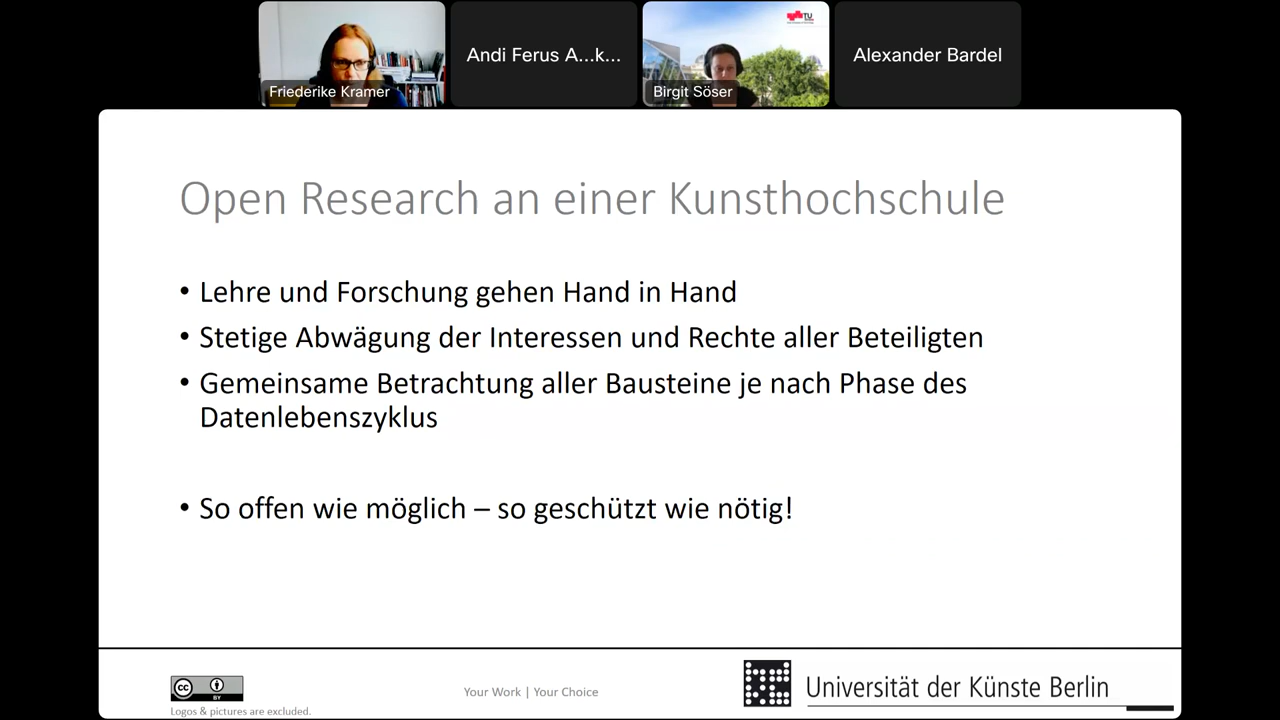 Friederike Kramer
Andi Ferus A...k...
TU
Birgit Söser
Alexander Bardel
Open Research an einer Kunsthochschule
• Lehre und Forschung gehen Hand in Hand
• Stetige Abwägung der Interessen und Rechte aller Beteiligten
• Gemeinsame Betrachtung aller Bausteine je nach Phase des
Datenlebenszyklus
• So offen wie möglich – so geschützt wie nötig!
cc
BY
Logos & pictures are excluded.
Your Work | Your Choice
Universität der Künste Berlin